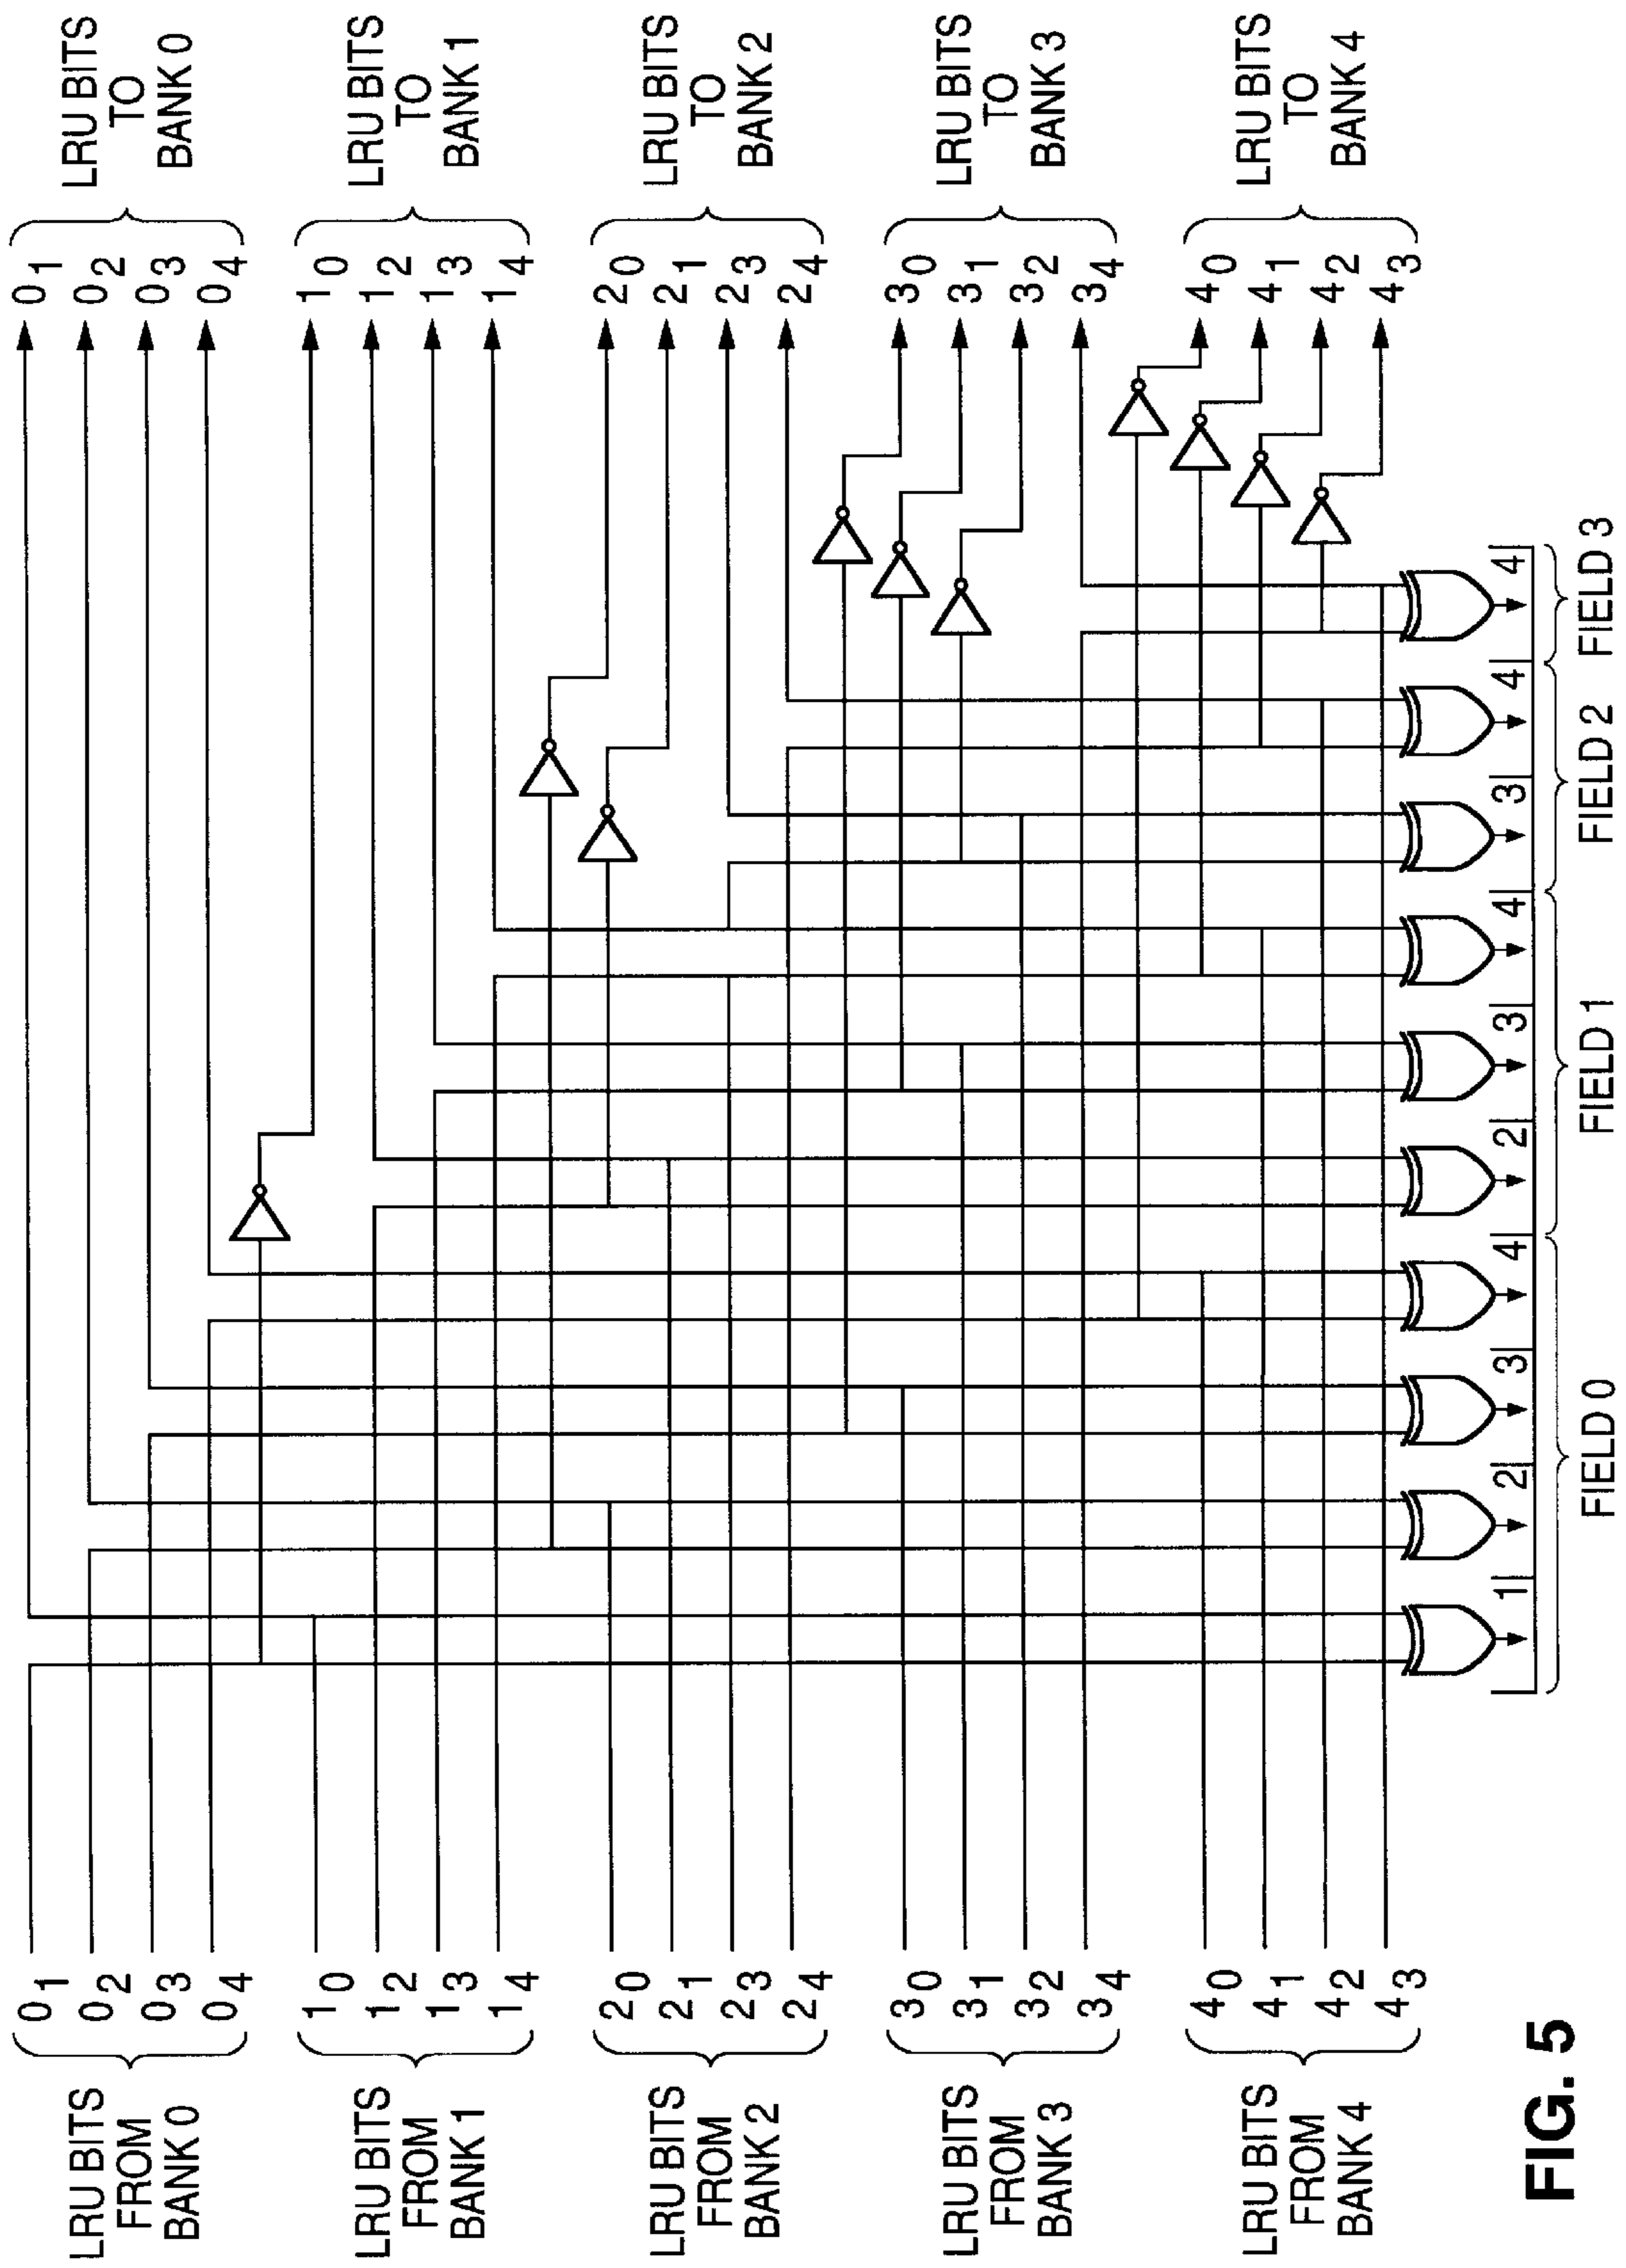 LRU BITS
FROM
BANK 0
0 1
0 2
0 3
0 4
LRU BITS
FROM
BANK 1
1 0
1 2
1 3
1 4
LRU BITS
FROM
BANK 2
2 0
2 1
2 3
2 4
LRU BITS
FROM
BANK 3
3 0
3 1
3 2
3 4
LRU BITS
FROM
BANK 4
4 0
4 1
4 2
4 3
0 1
0 2
0 3
0 4
LRU BITS
TO
BANK 0
1 0
1 2
1 3
1 4
LRU BITS
TO
BANK 1
2 0
2 1
2 3
2 4
LRU BITS
TO
BANK 2
3 0
3 1
3 2
3 4
LRU BITS
TO
BANK 3
4 0
4 1
4 2
4 3
LRU BITS
TO
BANK 4
1 2 3 4 2 3 4 3 4 4
FIELD 0 FIELD 1 FIELD 2 FIELD 3
FIG. 5